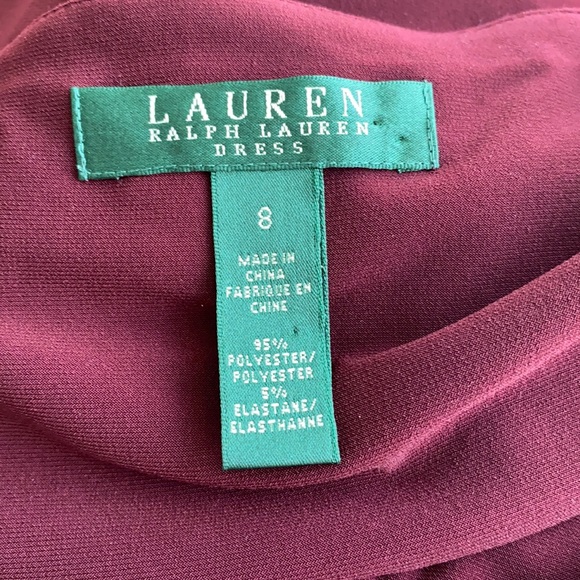 LAUREN
RALPH LAUREN
DRESS
8
MADE IN
CHINA
FABRIQUE EN
CHINE
95%
POLYESTER/
POLYESTER
5%
ELASTANE/
ELASTHANNE